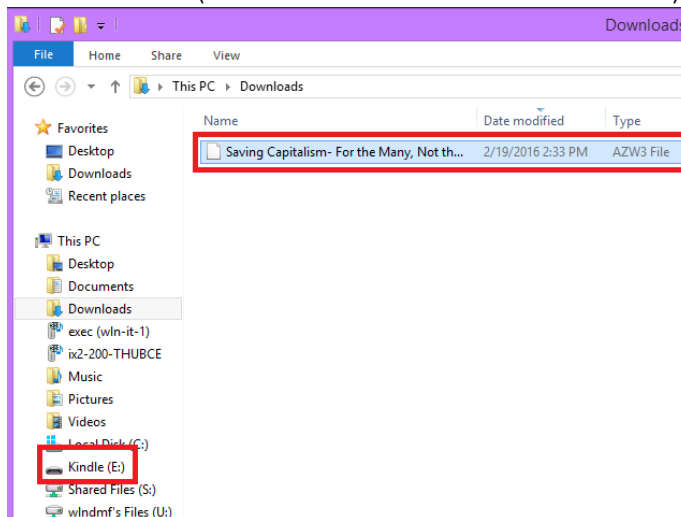 Downloads
File Home Share View
This PC Downloads
Name Date modified Type
Favorites
Saving Capitalism- For the Many, Not th... 2/19/2016 2:33 PM AZW3 File
Desktop
Downloads
Recent places
This PC
Desktop
Documents
Downloads
exec (wln-it-1)
ix2-200-THUBCE
Music
Pictures
Videos
Local Disk (C:)
Kindle (E:)
Shared Files (S:)
wlndmf's Files (U:)